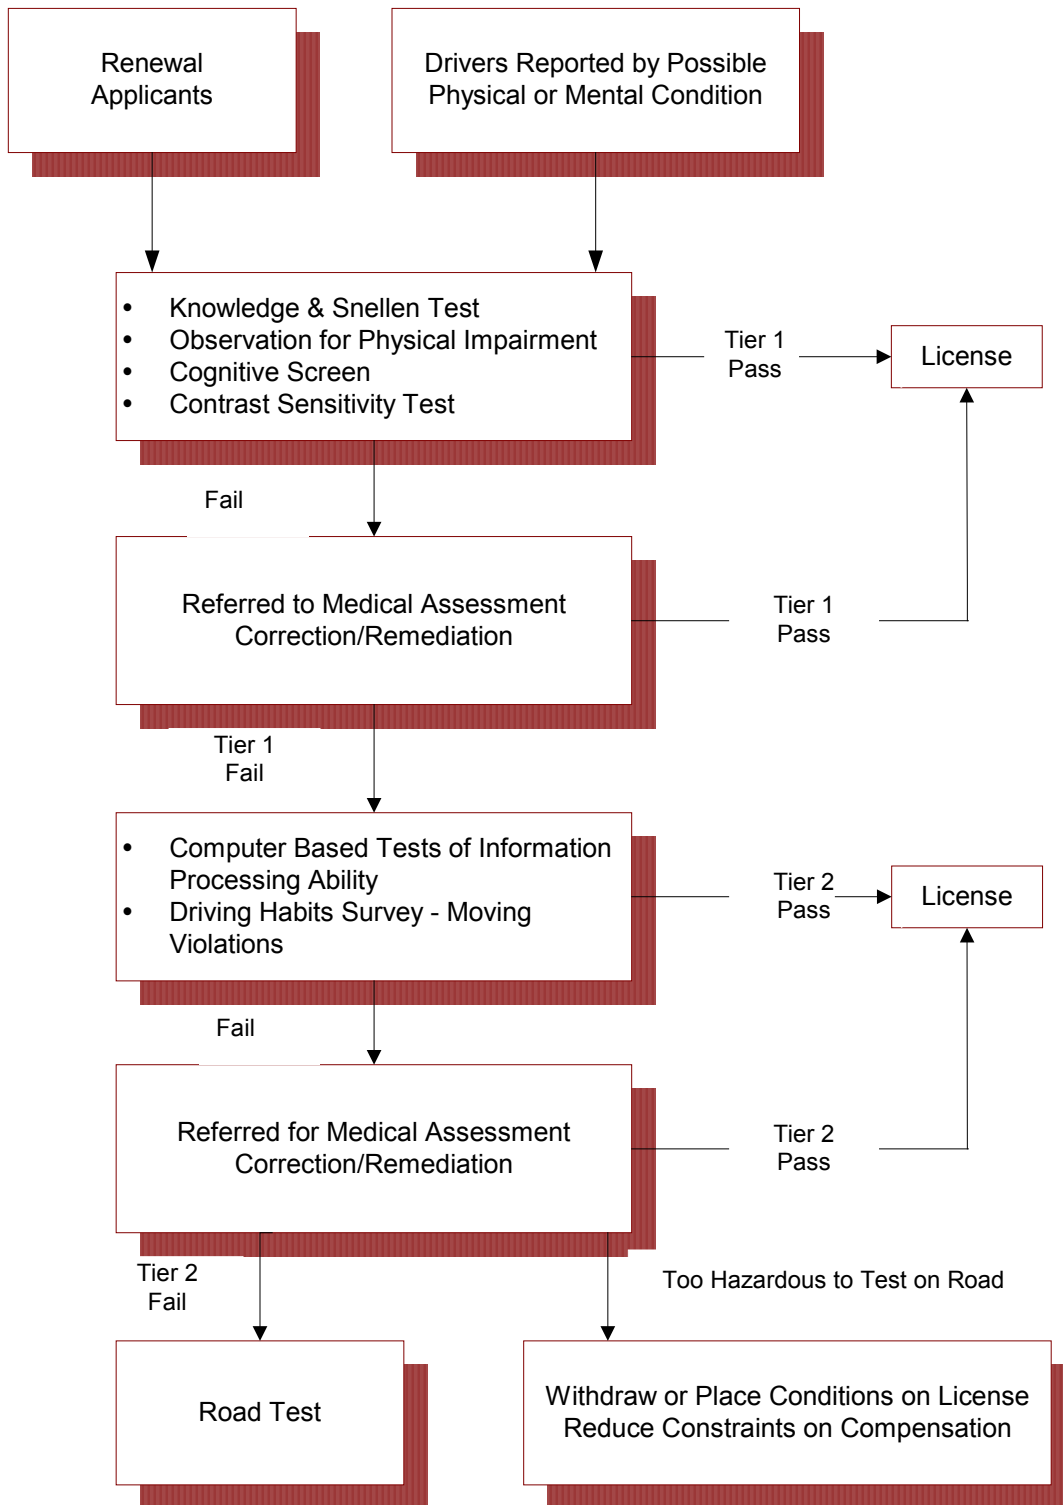 Renewal
Applicants
Drivers Reported by Possible
Physical or Mental Condition
• Knowledge & Snellen Test
• Observation for Physical Impairment
• Cognitive Screen
• Contrast Sensitivity Test
Tier 1
Pass
License
Fail
Referred to Medical Assessment
Correction/Remediation
Tier 1
Pass
Tier 1
Fail
• Computer Based Tests of Information
Processing Ability
• Driving Habits Survey - Moving
Violations
Tier 2
Pass
License
Fail
Referred for Medical Assessment
Correction/Remediation
Tier 2
Pass
Tier 2
Fail
Too Hazardous to Test on Road
Road Test
Withdraw or Place Conditions on License
Reduce Constraints on Compensation